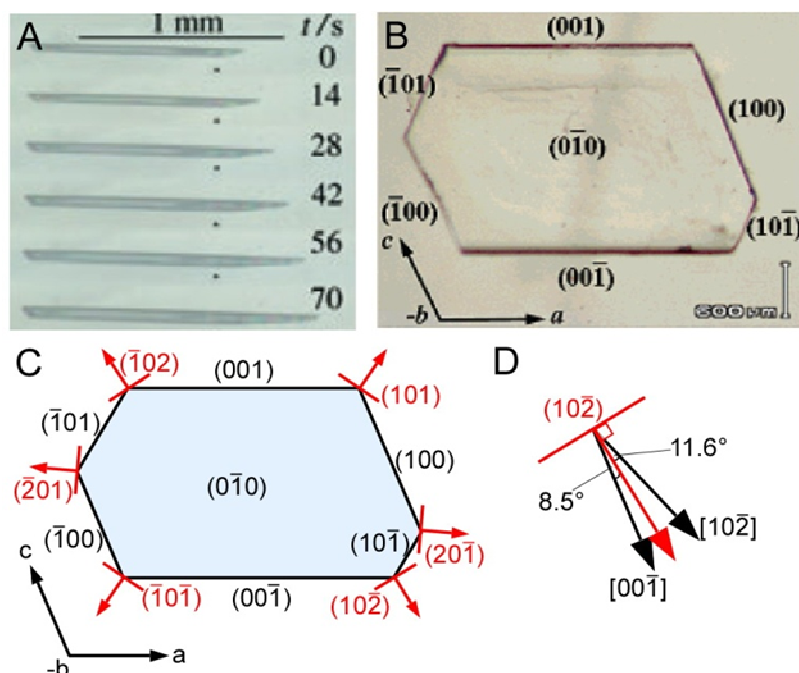 A
1 mm
t/s
0
14
28
42
56
70
B
(001)
(1̄01)
(100)
(01̄0)
(1̄00)
(101̄)
(001̄)
c
-b
a
600 µm
C
(1̄02)
(001)
(101)
(1̄01)
(100)
(01̄0)
(2̄01)
(1̄00)
(101̄)
(201̄)
(1̄01̄)
(001̄)
(102̄)
c
-b
a
D
(102̄)
11.6°
8.5°
[102̄]
[001̄]